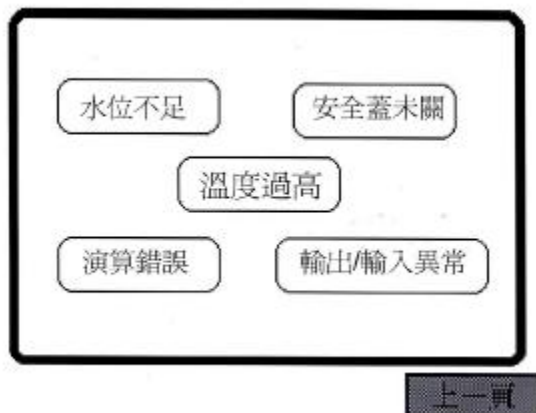 水位不足
安全蓋未關
溫度過高
演算錯誤
輸出/輸入異常
上一頁